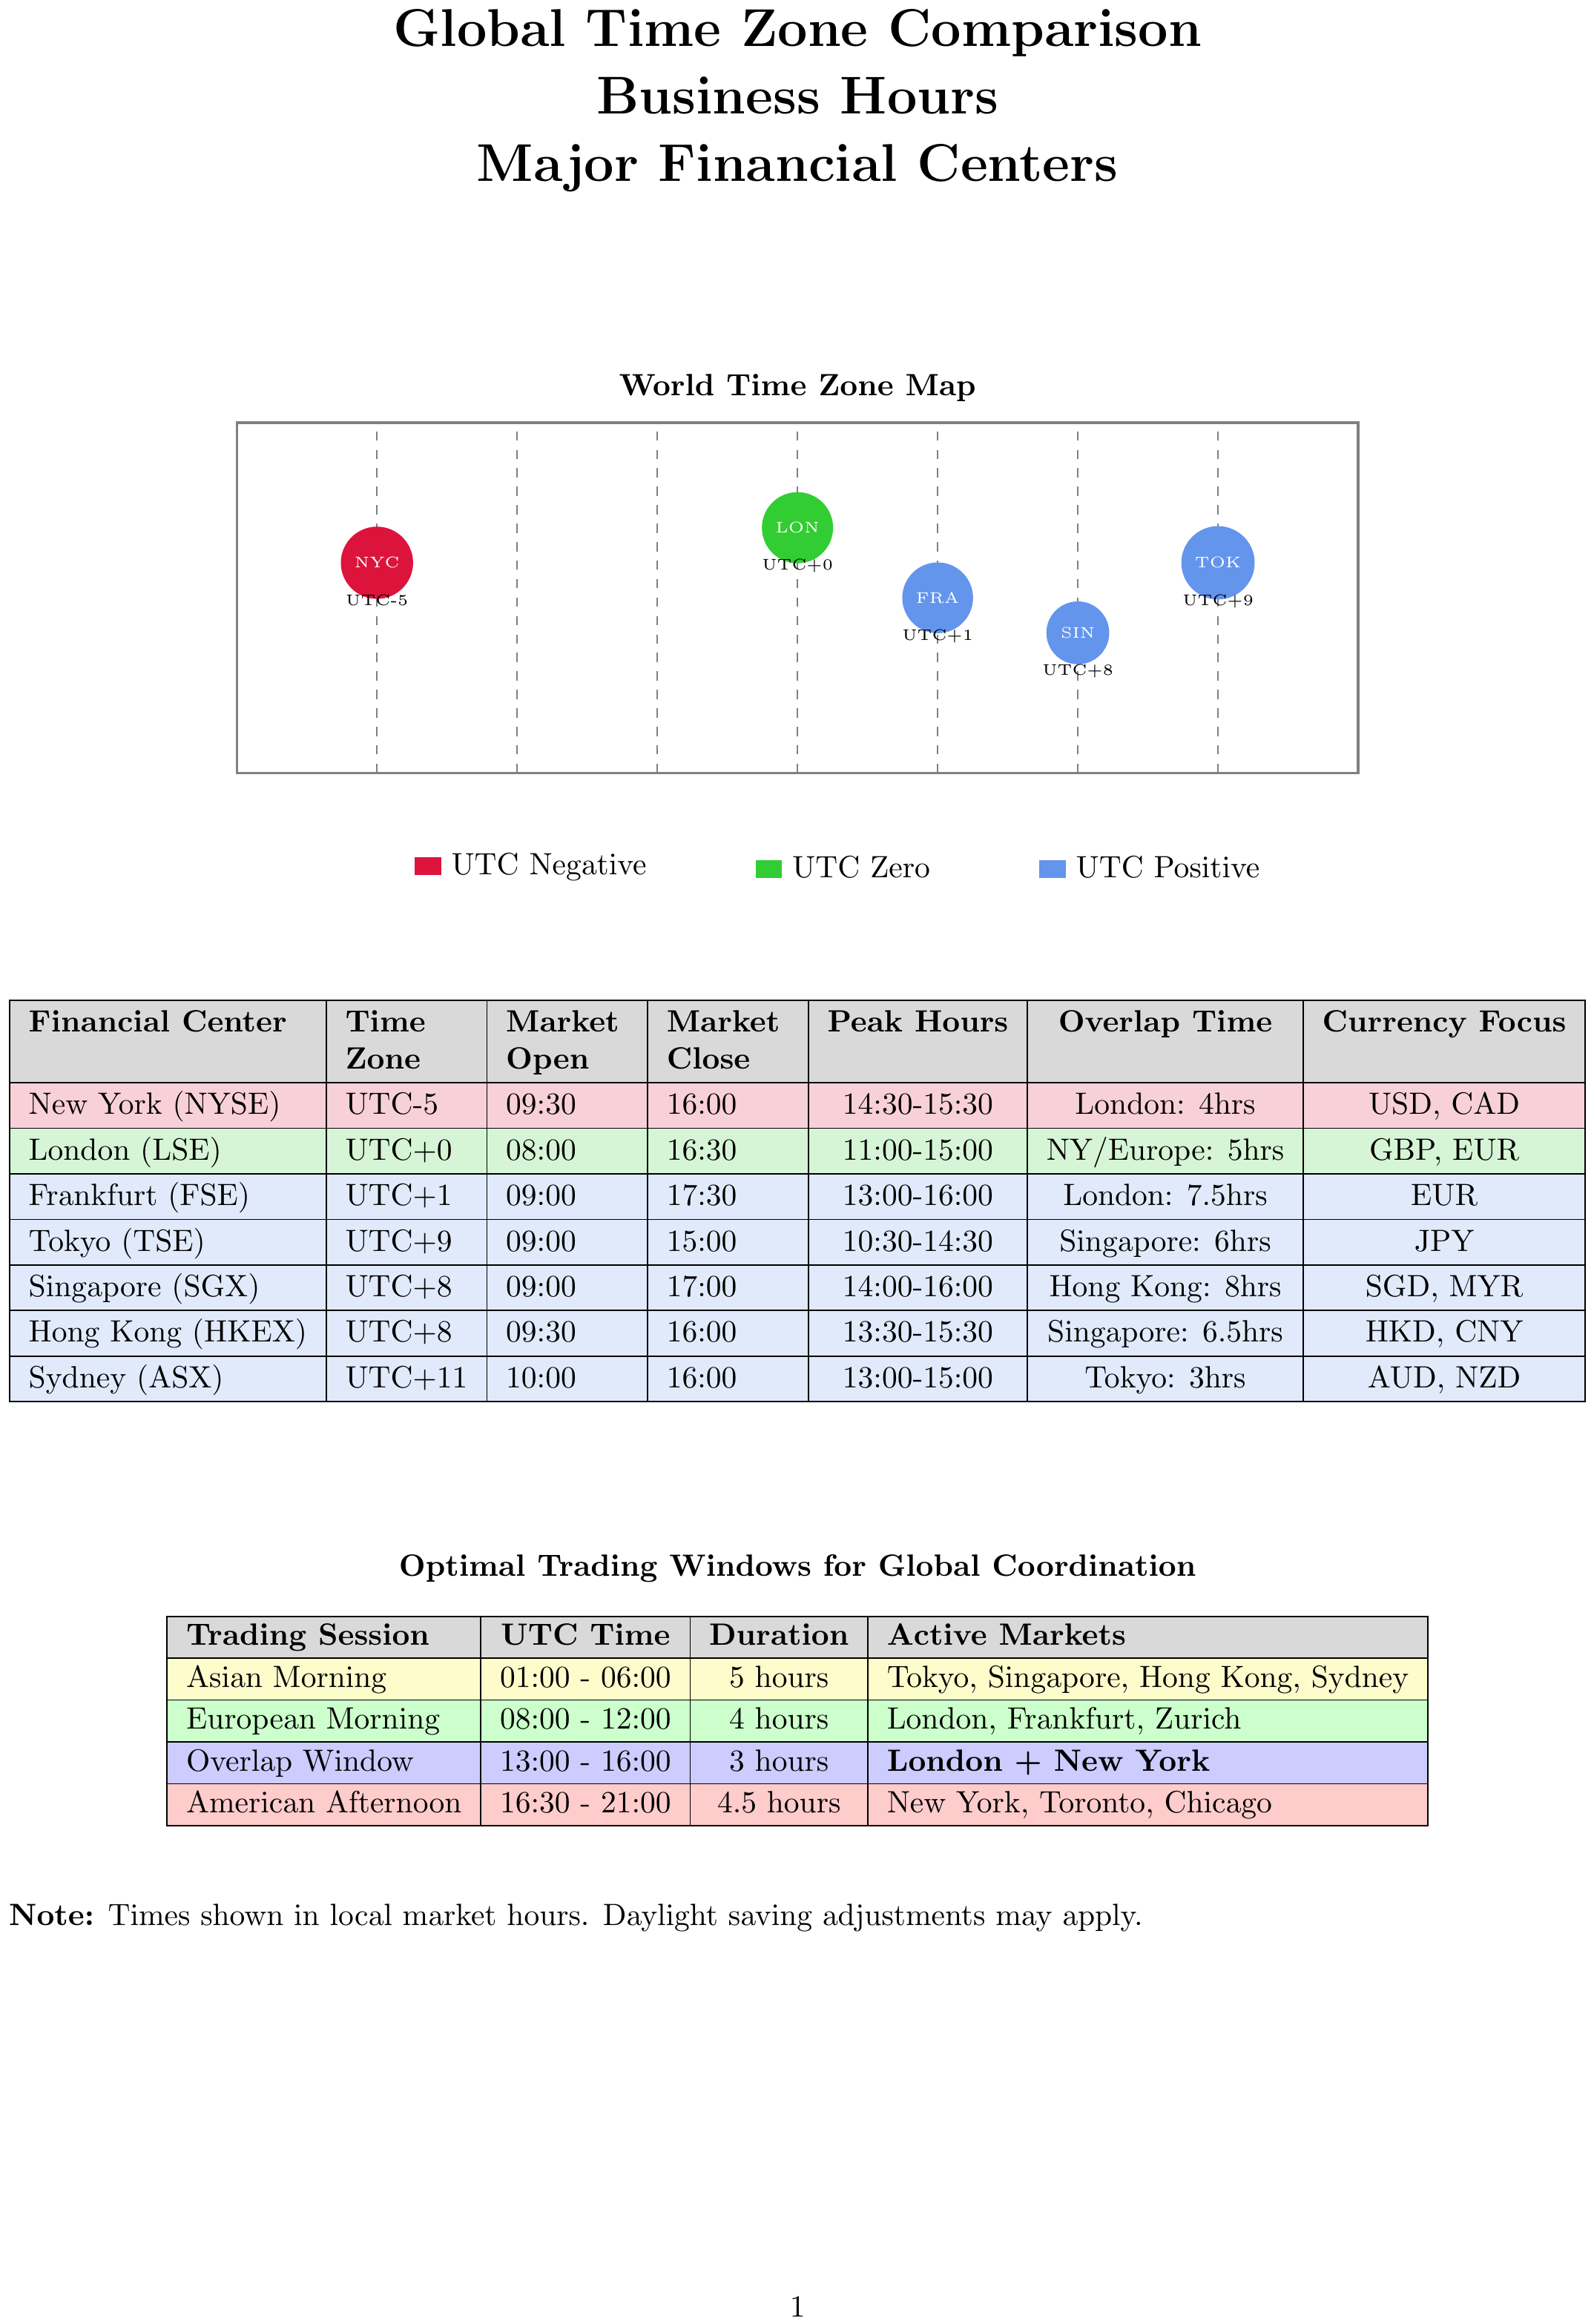 Global Time Zone Comparison
Business Hours
Major Financial Centers
World Time Zone Map
LON
UTC+0
NYC
UTC-5
TOK
UTC+9
FRA
UTC+1
SIN
UTC+8
UTC Negative UTC Zero UTC Positive
Financial Center Time Zone Market Open Market Close Peak Hours Overlap Time Currency Focus
New York (NYSE) UTC-5 09:30 16:00 14:30-15:30 London: 4hrs USD, CAD
London (LSE) UTC+0 08:00 16:30 11:00-15:00 NY/Europe: 5hrs GBP, EUR
Frankfurt (FSE) UTC+1 09:00 17:30 13:00-16:00 London: 7.5hrs EUR
Tokyo (TSE) UTC+9 09:00 15:00 10:30-14:30 Singapore: 6hrs JPY
Singapore (SGX) UTC+8 09:00 17:00 14:00-16:00 Hong Kong: 8hrs SGD, MYR
Hong Kong (HKEX) UTC+8 09:30 16:00 13:30-15:30 Singapore: 6.5hrs HKD, CNY
Sydney (ASX) UTC+11 10:00 16:00 13:00-15:00 Tokyo: 3hrs AUD, NZD
Optimal Trading Windows for Global Coordination
Trading Session UTC Time Duration Active Markets
Asian Morning 01:00 - 06:00 5 hours Tokyo, Singapore, Hong Kong, Sydney
European Morning 08:00 - 12:00 4 hours London, Frankfurt, Zurich
Overlap Window 13:00 - 16:00 3 hours London + New York
American Afternoon 16:30 - 21:00 4.5 hours New York, Toronto, Chicago
Note: Times shown in local market hours. Daylight saving adjustments may apply.
1